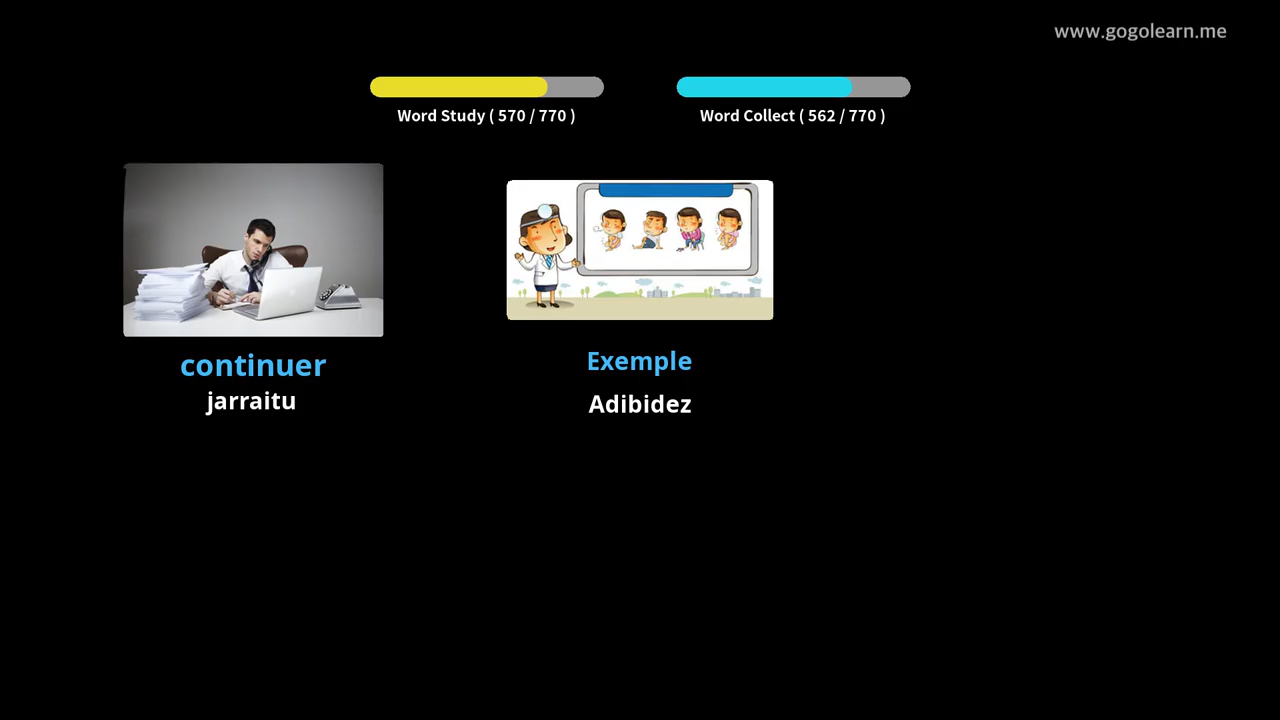 www.gogolearn.me
Word Study ( 570 / 770 )
Word Collect ( 562 / 770 )
continuer
jarraitu
Exemple
Adibidez